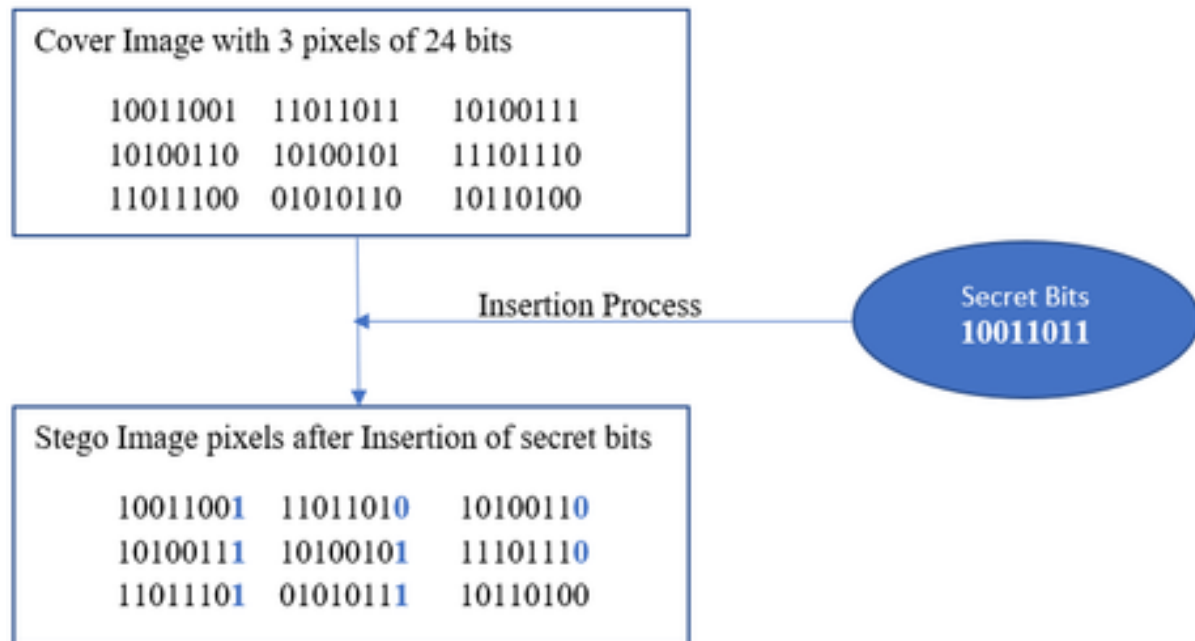 Cover Image with 3 pixels of 24 bits
10011001 11011011 10100111
10100110 10100101 11101110
11011100 01010110 10110100
Insertion Process
Secret Bits
10011011
Stego Image pixels after Insertion of secret bits
10011001 11011010 10100110
10100111 10100101 11101110
11011101 01010111 10110100